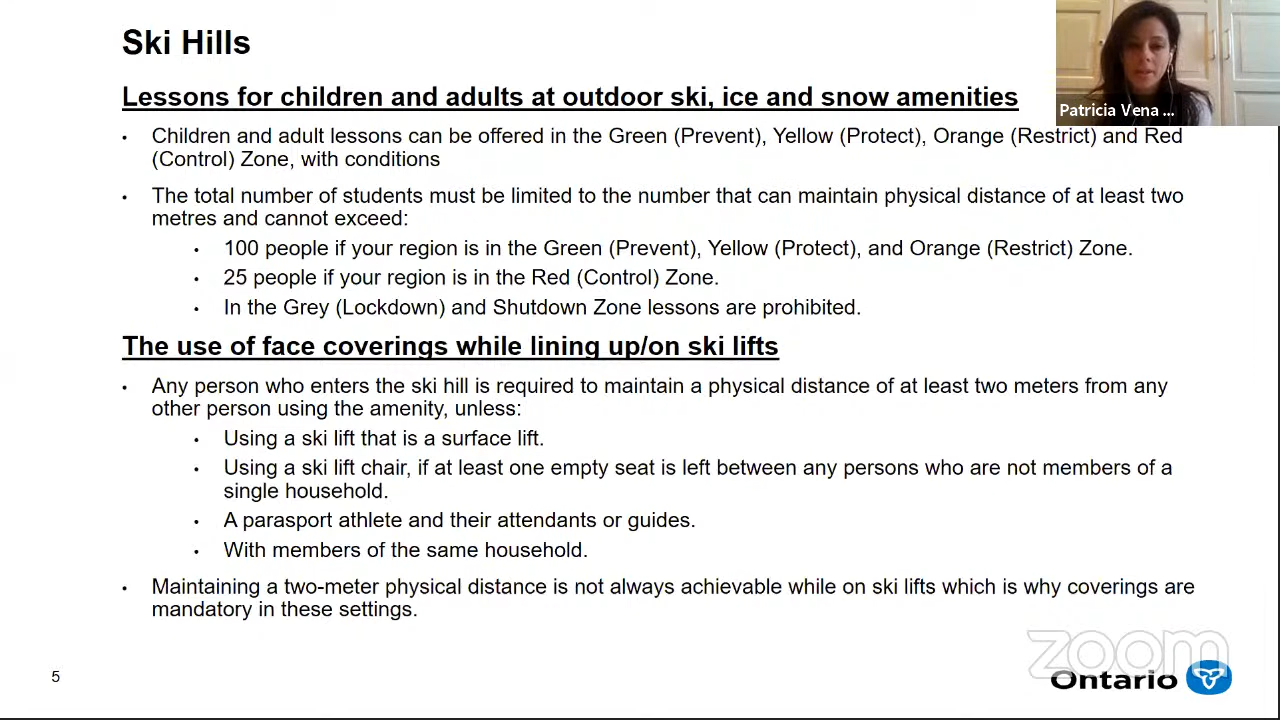 Ski Hills
Patricia Vena ...
Lessons for children and adults at outdoor ski, ice and snow amenities
• Children and adult lessons can be offered in the Green (Prevent), Yellow (Protect), Orange (Restrict) and Red
(Control) Zone, with conditions
• The total number of students must be limited to the number that can maintain physical distance of at least two
metres and cannot exceed:
• 100 people if your region is in the Green (Prevent), Yellow (Protect), and Orange (Restrict) Zone.
• 25 people if your region is in the Red (Control) Zone.
• In the Grey (Lockdown) and Shutdown Zone lessons are prohibited.
The use of face coverings while lining up/on ski lifts
• Any person who enters the ski hill is required to maintain a physical distance of at least two meters from any
other person using the amenity, unless:
• Using a ski lift that is a surface lift.
• Using a ski lift chair, if at least one empty seat is left between any persons who are not members of a
single household.
• A parasport athlete and their attendants or guides.
• With members of the same household.
• Maintaining a two-meter physical distance is not always achievable while on ski lifts which is why coverings are
mandatory in these settings.
zoom
5
Ontario